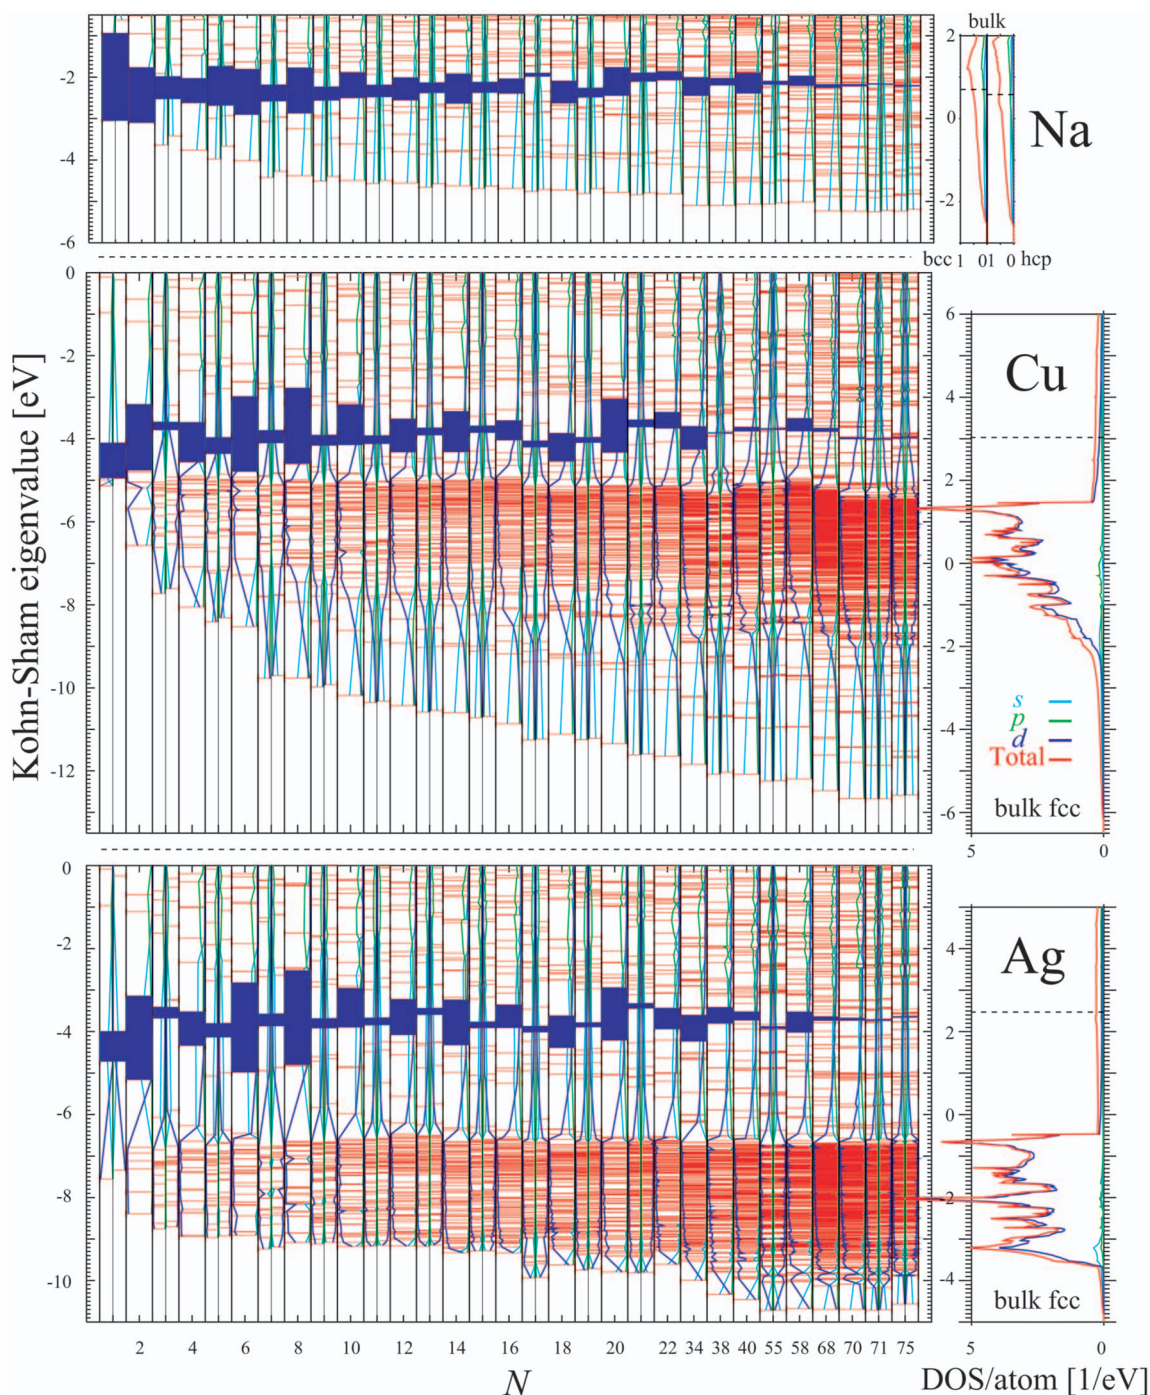 bulk
2
0
-2
bcc 1 01 0 hcp
Na
-2
-4
-6
Kohn-Sham eigenvalue [eV]
0
-2
-4
-6
-8
-10
-12
6
4
2
0
-2
-4
-6
Cu
s
p
d
Total
bulk fcc
5 0
0
-2
-4
-6
-8
-10
4
2
0
-2
-4
Ag
bulk fcc
5 0
2 4 6 8 10 12 14 16 18 20 22 34 38 40 55 58 68 70 71 75
N
DOS/atom [1/eV]